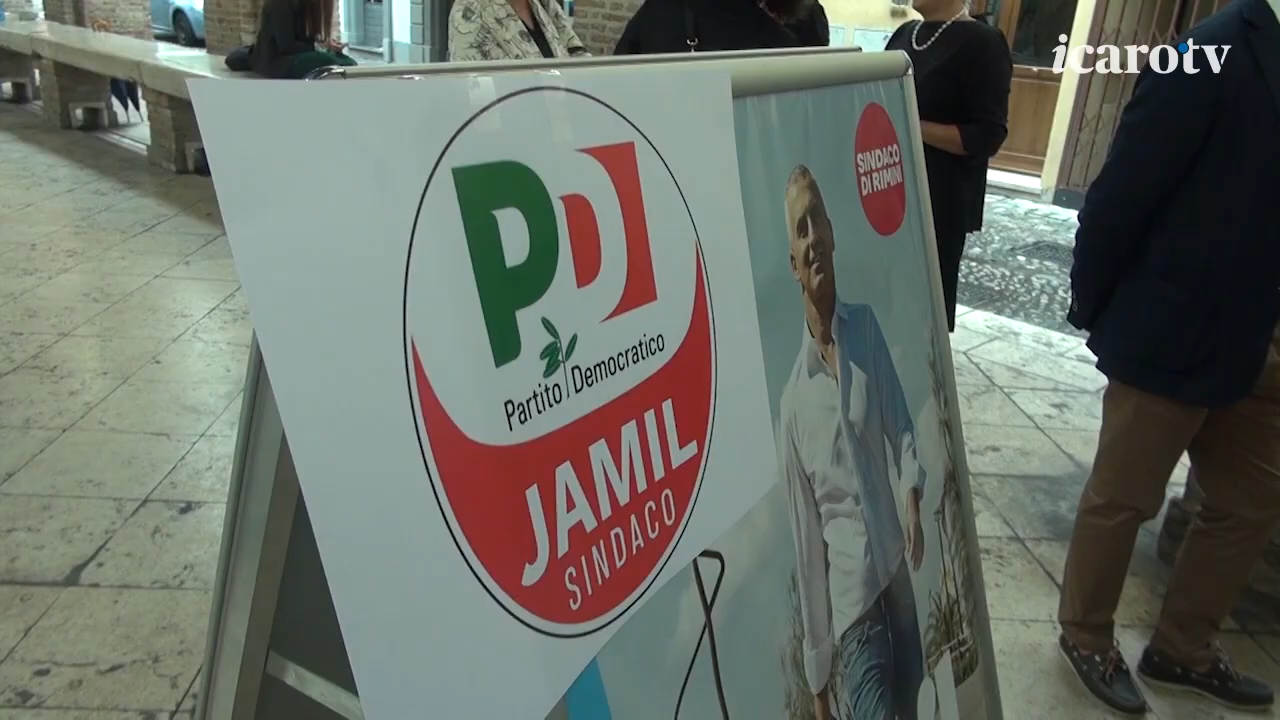 icarotv
SINDACO
DI RIMINI
PD
Partito Democratico
JAMIL
SINDACO